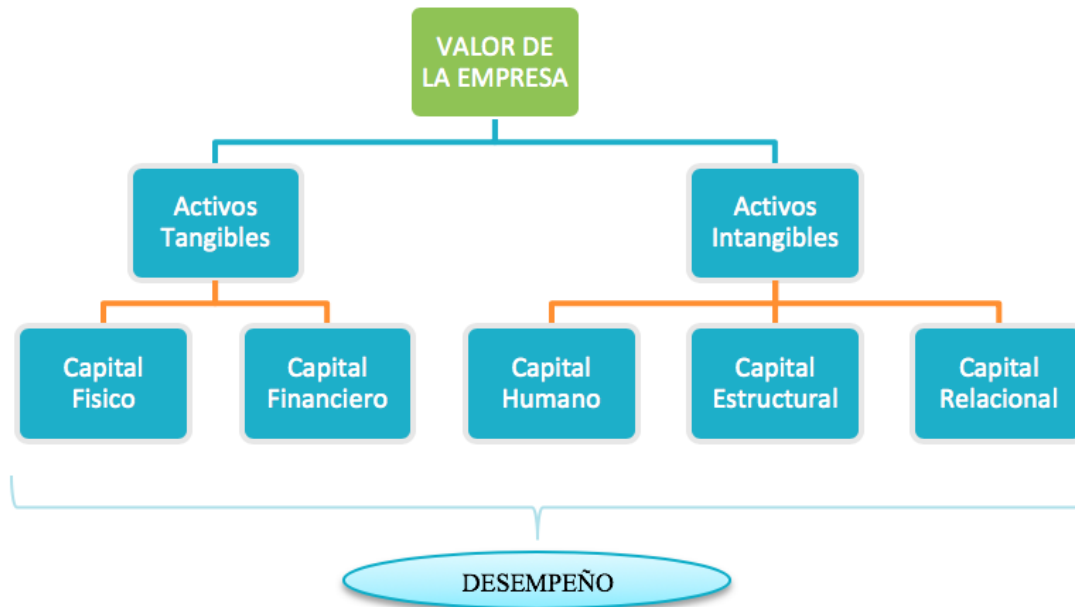 VALOR DE
LA EMPRESA
Activos
Tangibles
Activos
Intangibles
Capital
Fisico
Capital
Financiero
Capital
Humano
Capital
Estructural
Capital
Relacional
DESEMPEÑO